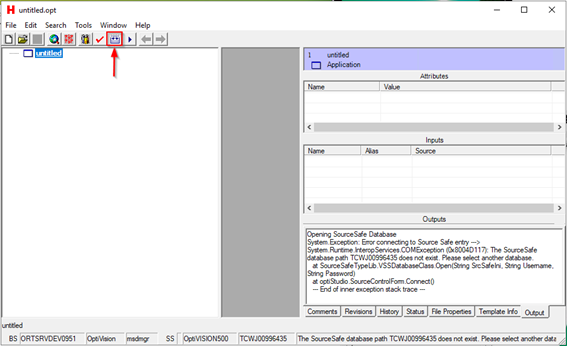 H untitled.opt
File Edit Search Tools Window Help
untitled
1 untitled
Application
Attributes
Name Value
Inputs
Name Alias Source
Outputs
Opening SourceSafe Database
System.Exception: Error connecting to Source Safe entry --->
System.Runtime.InteropServices.COMException (0x8004D117): The SourceSafe
database path TCWJ00996435 does not exist. Please select another database.
at SourceSafeTypeLib.VSSDatabaseClass.Open(String SrcSafeIni, String Username,
String Password)
at optiStudio.SourceControlForm.Connect()
--- End of inner exception stack trace ---
Comments Revisions History Status File Properties Template Info Output
untitled
BS ORTSRVDEV0951 OptiVision msdmgr SS OptiVISION500 TCWJ00996435 The SourceSafe database path TCWJ00996435 does not exist. Please select another data